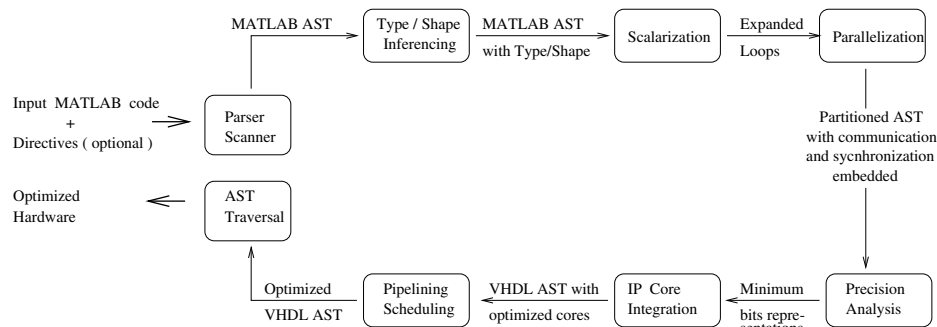 MATLAB AST
Type / Shape
Inferencing
MATLAB AST
with Type/Shape
Scalarization
Expanded
Loops
Parallelization
Input MATLAB code
+
Directives ( optional )
Parser
Scanner
Partitioned AST
with communication
and sycnhronization
embedded
Optimized
Hardware
AST
Traversal
Optimized
VHDL AST
Pipelining
Scheduling
VHDL AST with
optimized cores
IP Core
Integration
Minimum
bits repre-
sentations
Precision
Analysis